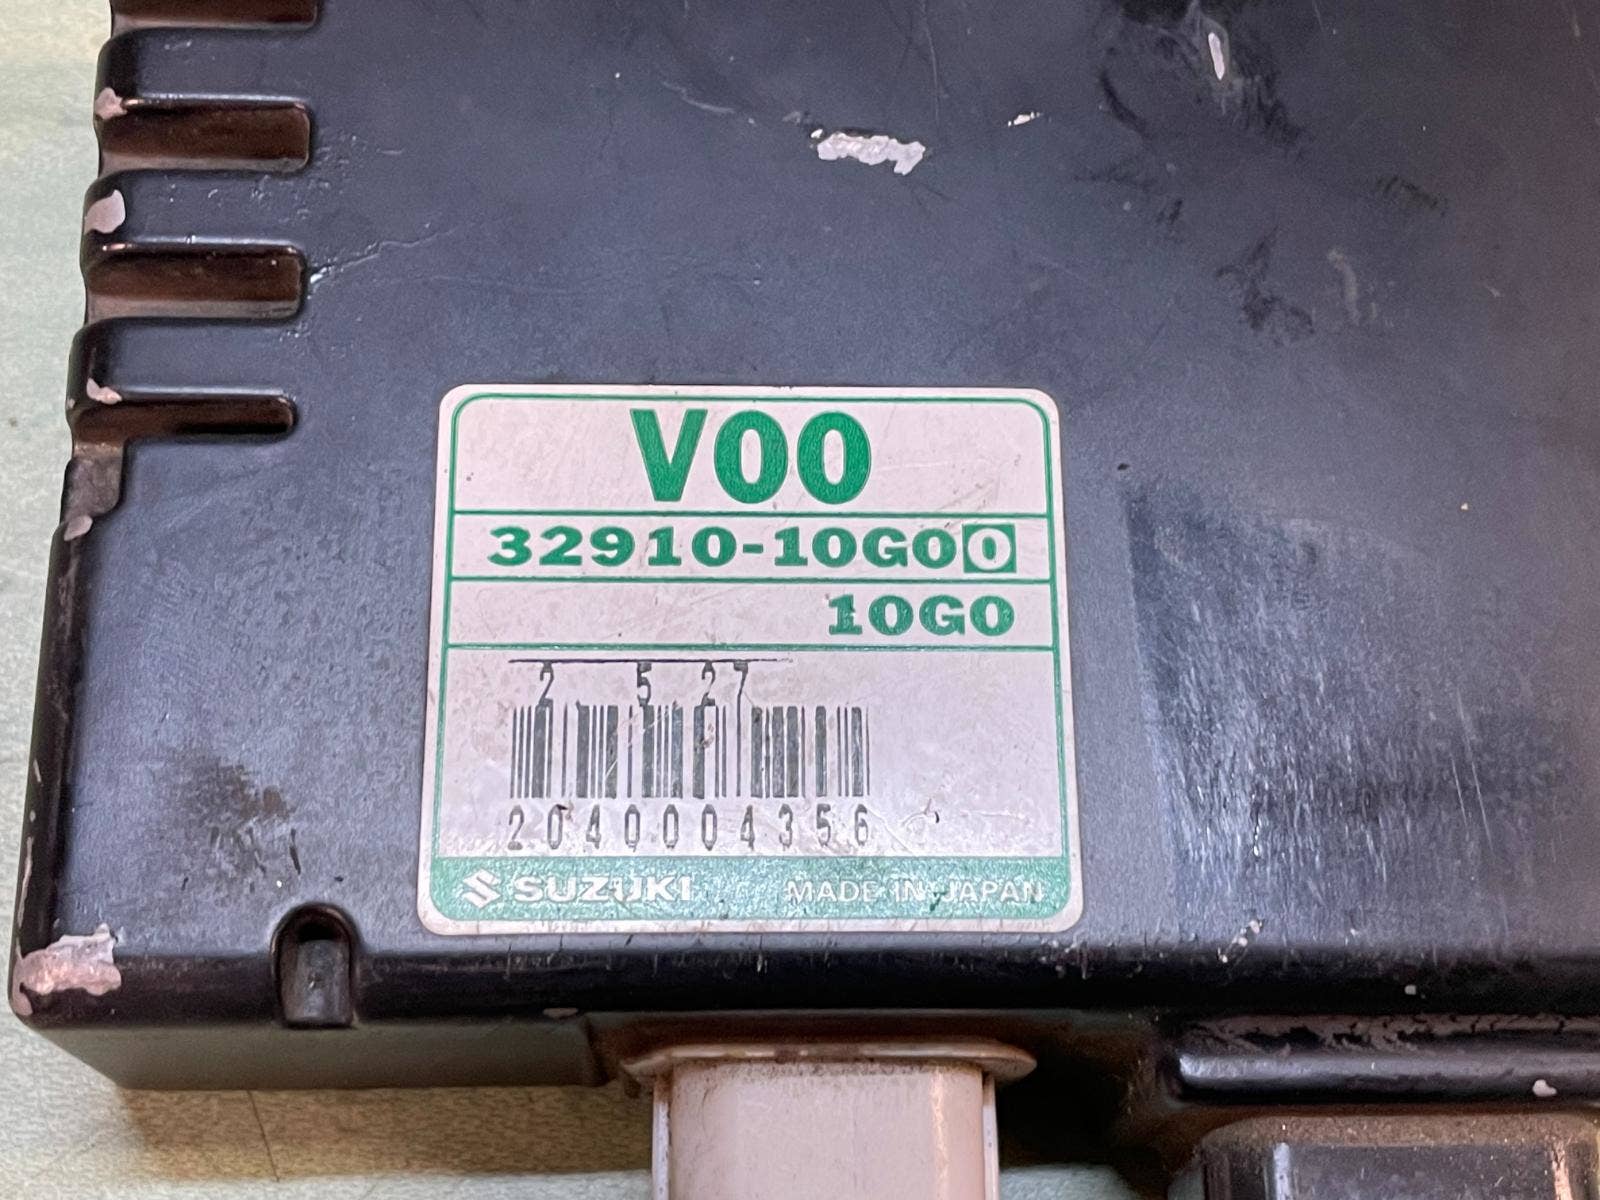 V00
32910-10G00
10G0
2 5 27
2040004356
SUZUKI MADE IN JAPAN